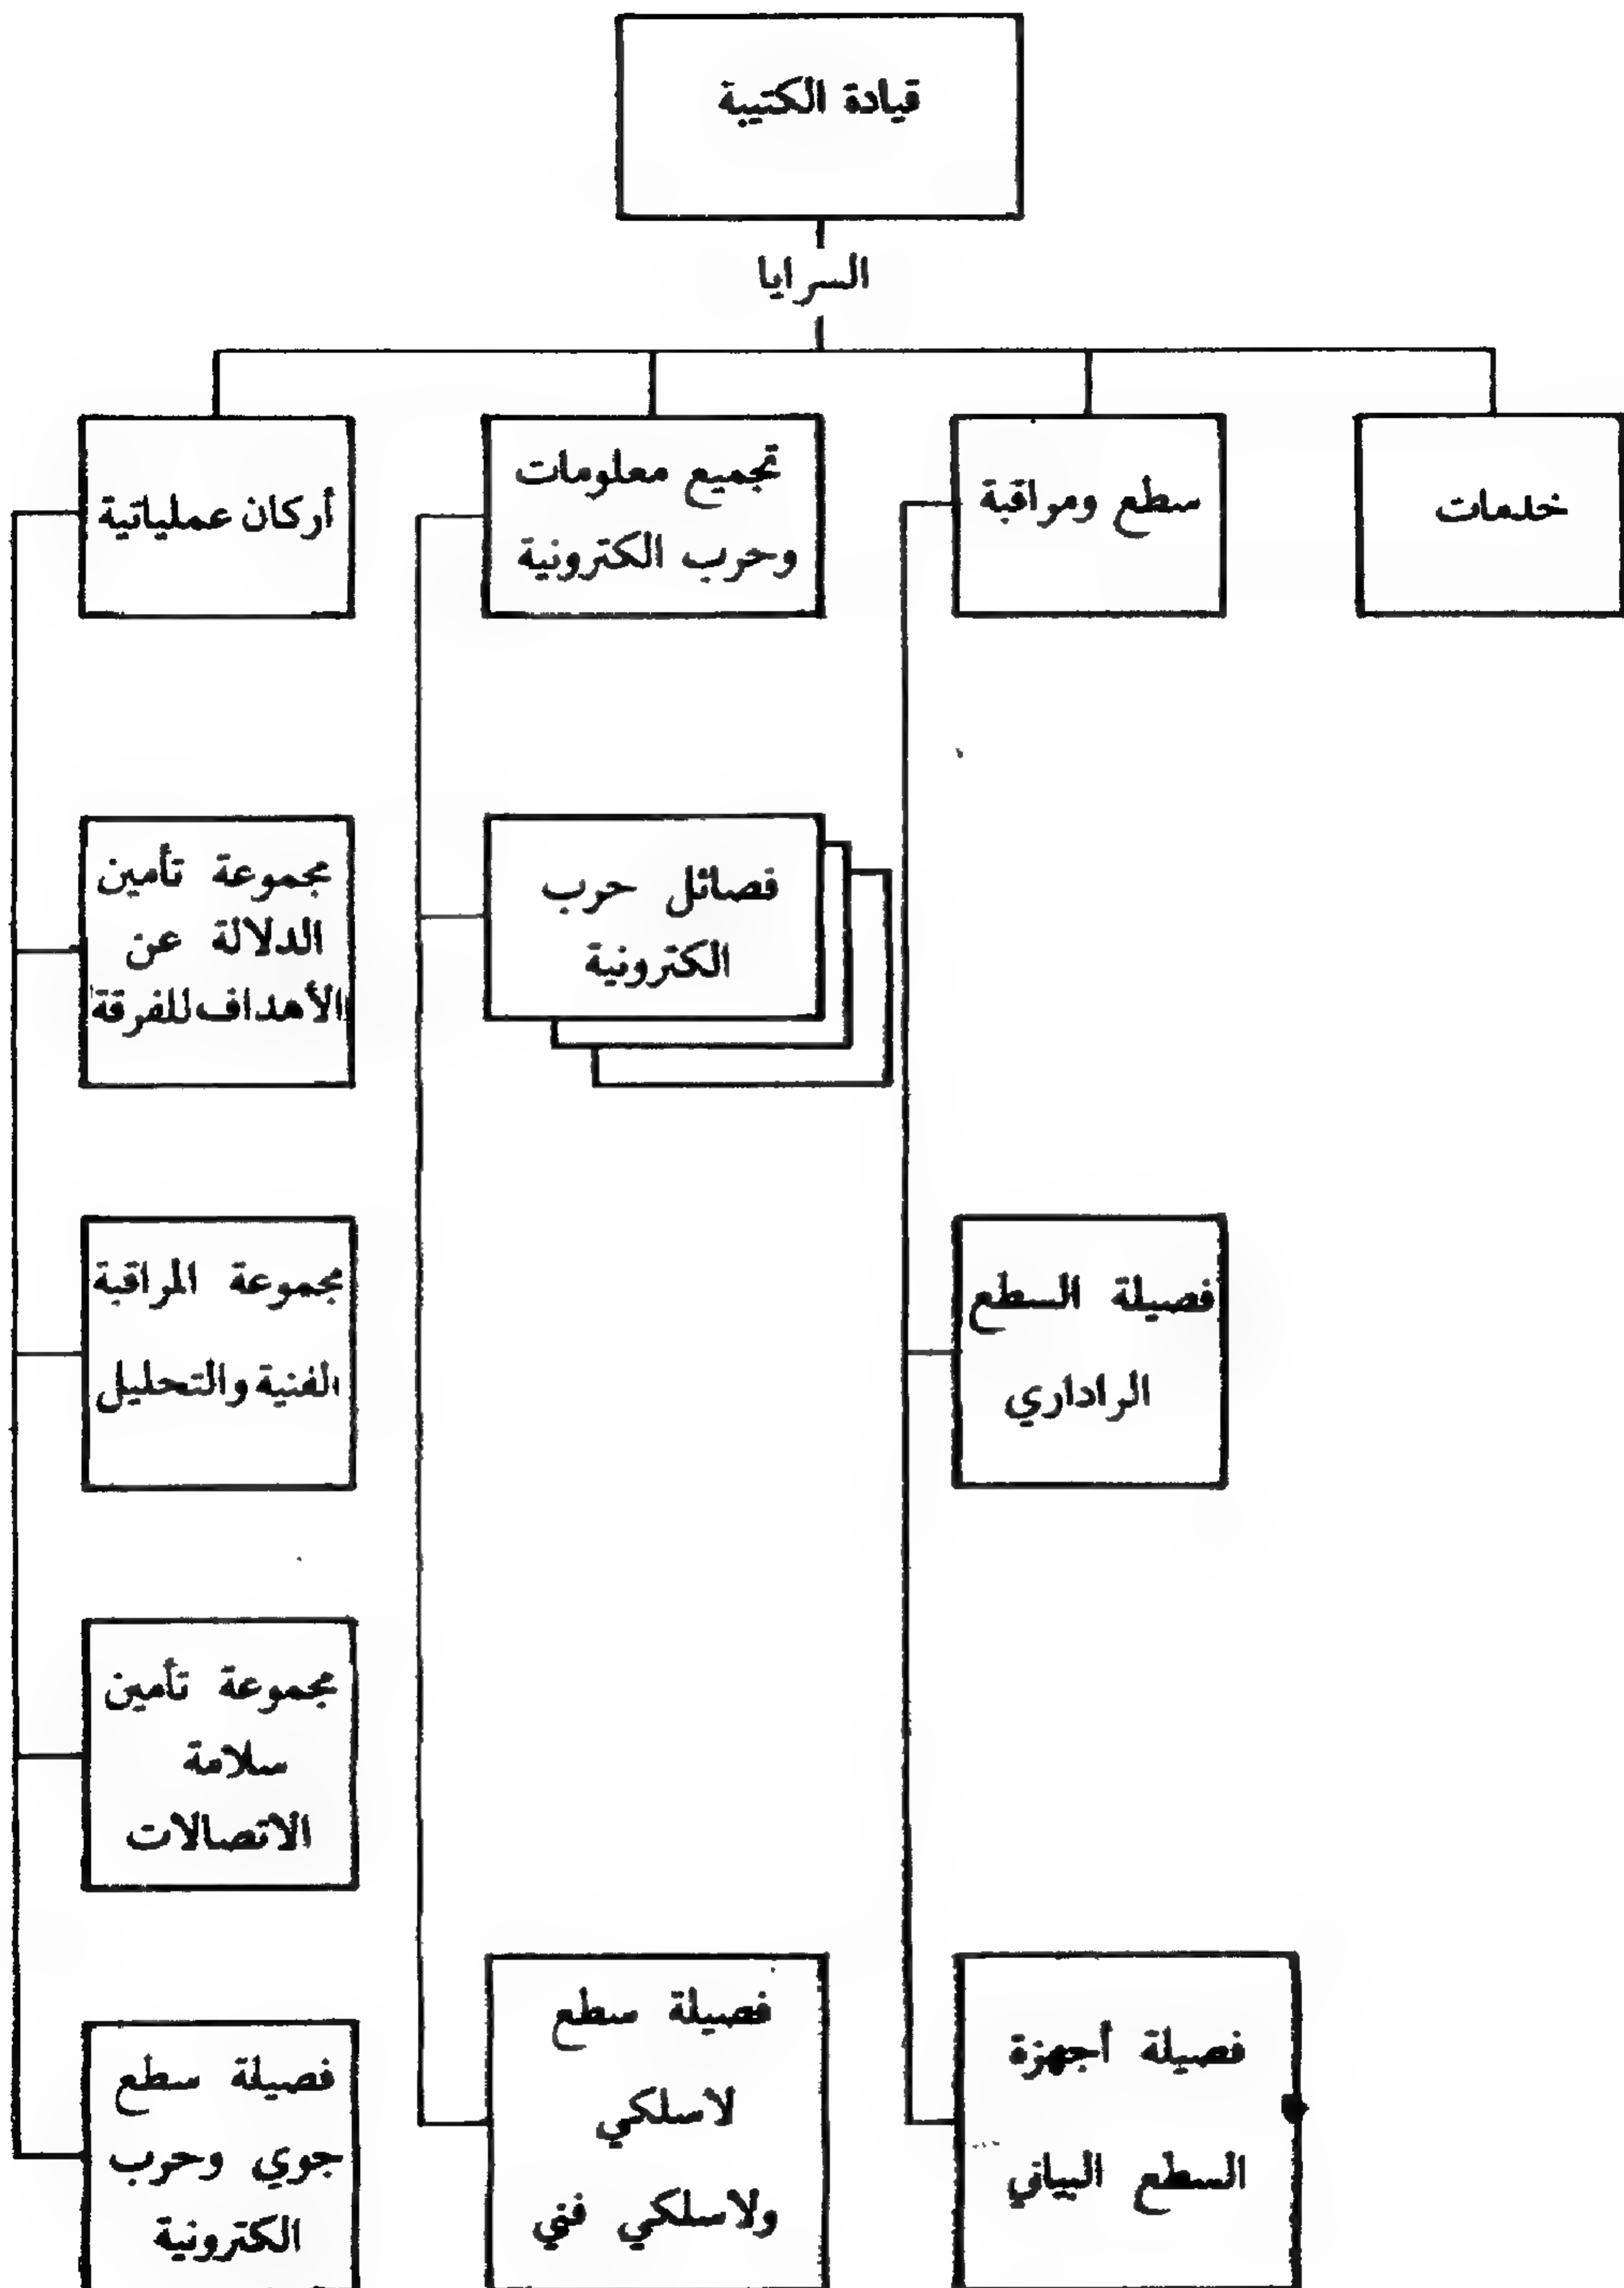 قيادة الكتيبة
السرايا
خدمات
سطع ومراقبة
تجميع معلومات
وحرب الكترونية
أركان عملياتية
فصائل حرب
الكترونية
مجموعة تأمين
الدلالة عن
الأهداف للفرقة
فصيلة السطع
الراداري
مجموعة المراقبة
الفنية والتحليل
مجموعة تأمين
سلامة
الاتصالات
فصيلة أجهزة
السطع البياني
فصيلة سطع
لاسلكي
ولاسلكي فني
فصيلة سطع
جوي وحرب
الكترونية